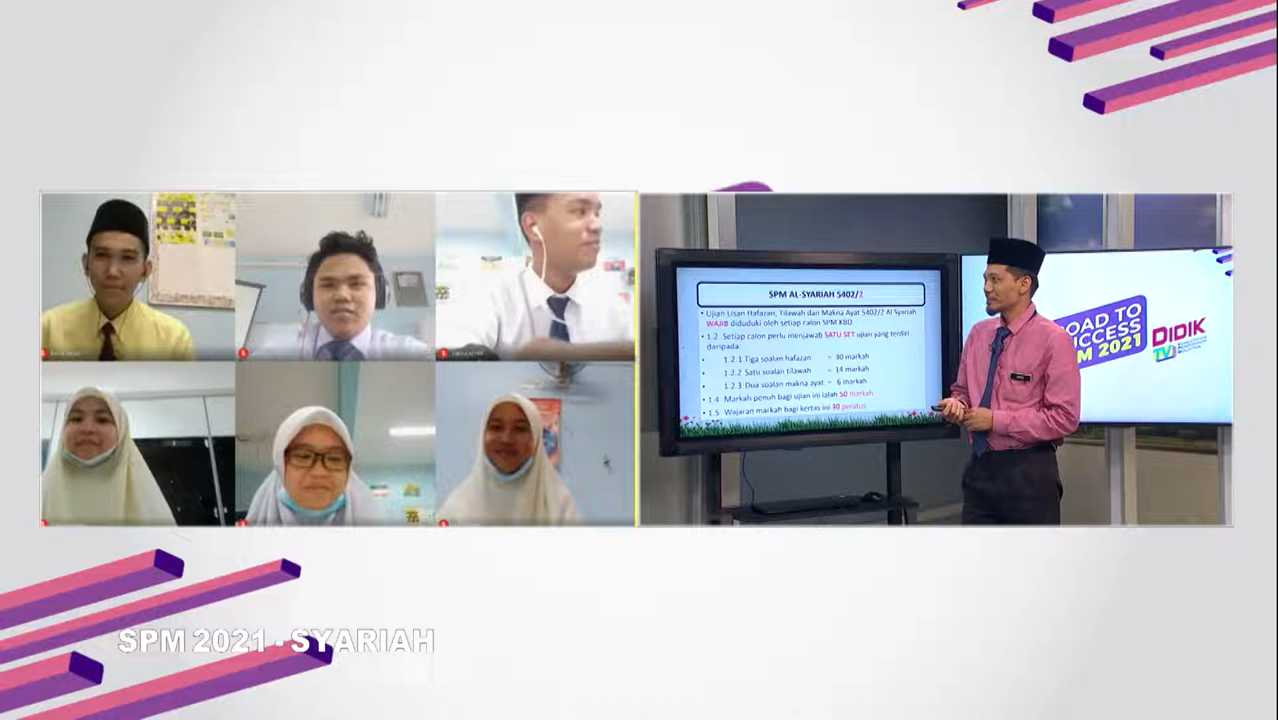 SPM AL-SYARIAH 5402/2
• Ujian Lisan Hafazan, Tilawah dan Makna Ayat 5402/2 Al Syariah
WAJIB diduduki oleh setiap calon SPM KBD.
• 1.2 Setiap calon perlu menjawab SATU SET ujian yang terdiri
daripada:
• 1.2.1 Tiga soalan hafazan = 30 markah
• 1.2.2 Satu soalan tilawah = 14 markah
• 1.2.3 Dua soalan makna ayat = 6 markah
• 1.4 Markah penuh bagi ujian ini ialah 50 markah.
• 1.5 Wajaran markah bagi kertas ini 30 peratus.
OAD TO
CCESS
M 2021
DIDIK
TV
SPM 2021 - SYARIAH